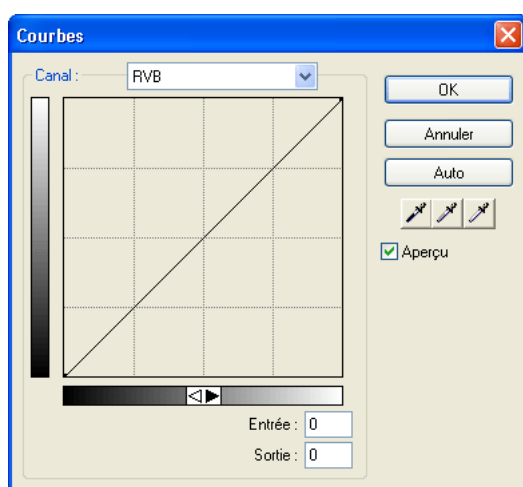 Courbes
Canal :
RVB
OK
Annuler
Auto
Aperçu
Entrée : 0
Sortie : 0